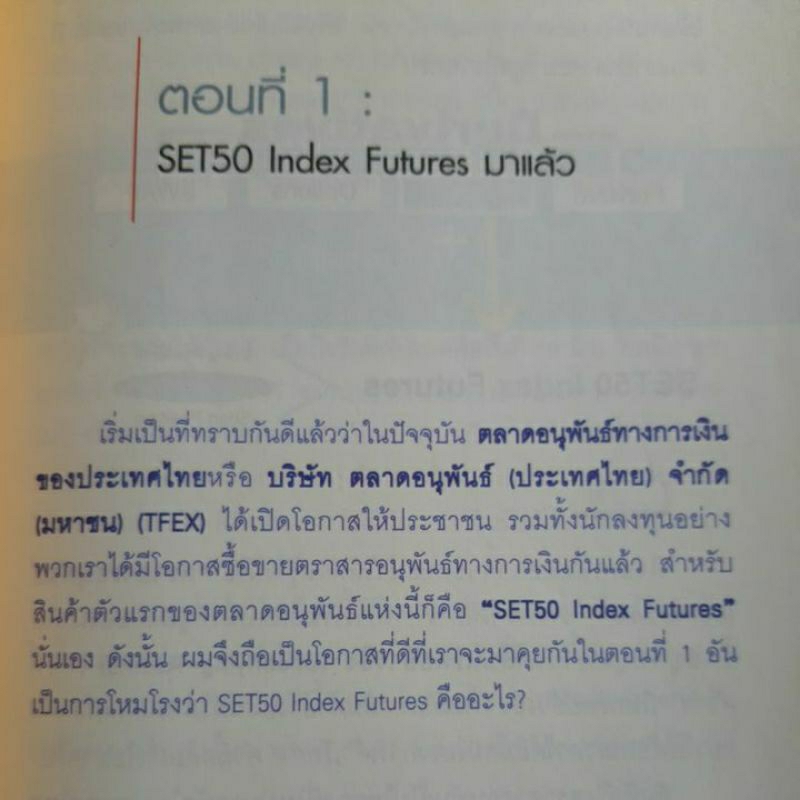 ตอนที่ 1 :
SET50 Index Futures มาแล้ว
เริ่มเป็นที่ทราบกันดีแล้วว่าในปัจจุบัน ตลาดอนุพันธ์ทางการเงิน
ของประเทศไทยหรือ บริษัท ตลาดอนุพันธ์ (ประเทศไทย) จำกัด
(มหาชน) (TFEX) ได้เปิดโอกาสให้ประชาชน รวมทั้งนักลงทุนอย่าง
พวกเราได้มีโอกาสซื้อขายตราสารอนุพันธ์ทางการเงินกันแล้ว สำหรับ
สินค้าตัวแรกของตลาดอนุพันธ์แห่งนี้ก็คือ “SET50 Index Futures”
นั่นเอง ดังนั้น ผมจึงถือเป็นโอกาสที่ดีที่เราจะมาคุยกันในตอนที่ 1 อัน
เป็นการโหมโรงว่า SET50 Index Futures คืออะไร?